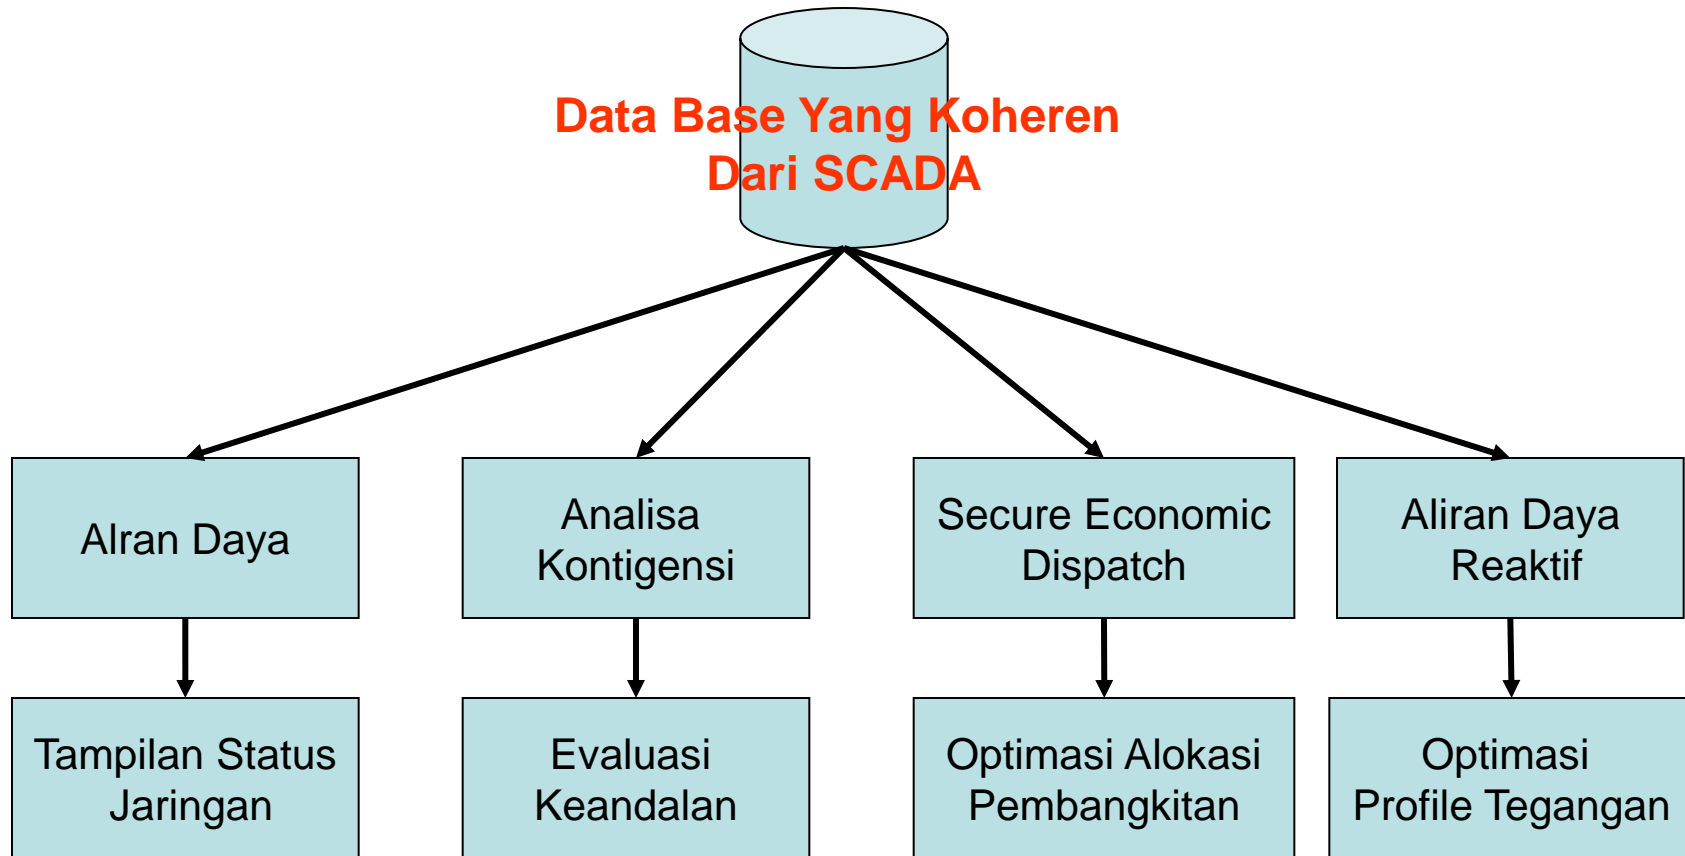 Data Base Yang Koheren
Dari SCADA
Alran Daya
Analisa
Kontigensi
Secure Economic
Dispatch
Aliran Daya
Reaktif
Tampilan Status
Jaringan
Evaluasi
Keandalan
Optimasi Alokasi
Pembangkitan
Optimasi
Profile Tegangan